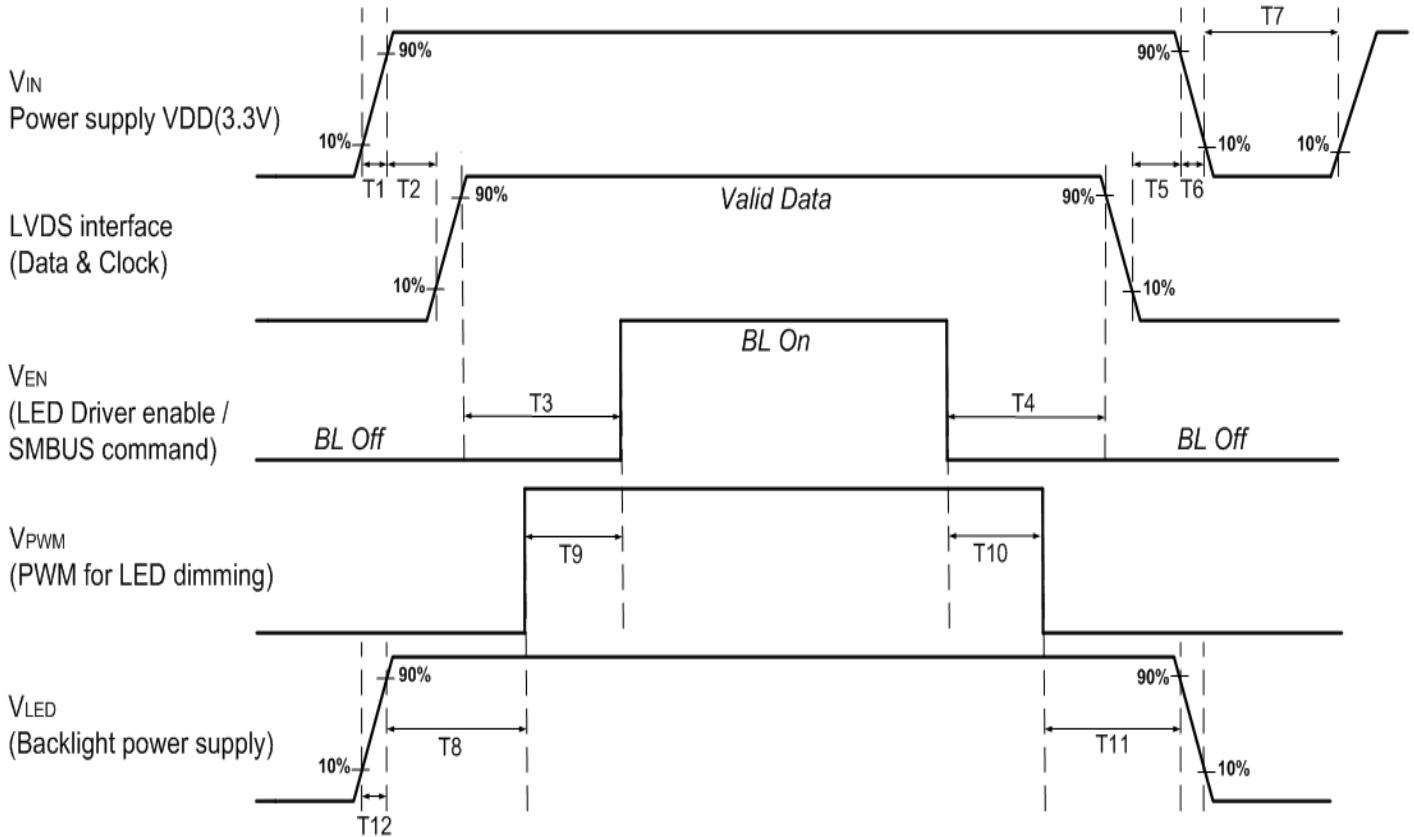 T7
90%
90%
VIN
Power supply VDD(3.3V)
10%
10%
10%
T1
T2
T5
T6
90%
Valid Data
90%
LVDS interface
(Data & Clock)
10%
10%
BL On
VEN
(LED Driver enable /
SMBUS command)
T3
T4
BL Off
BL Off
VPWM
(PWM for LED dimming)
T9
T10
90%
90%
VLED
(Backlight power supply)
T8
T11
10%
10%
T12